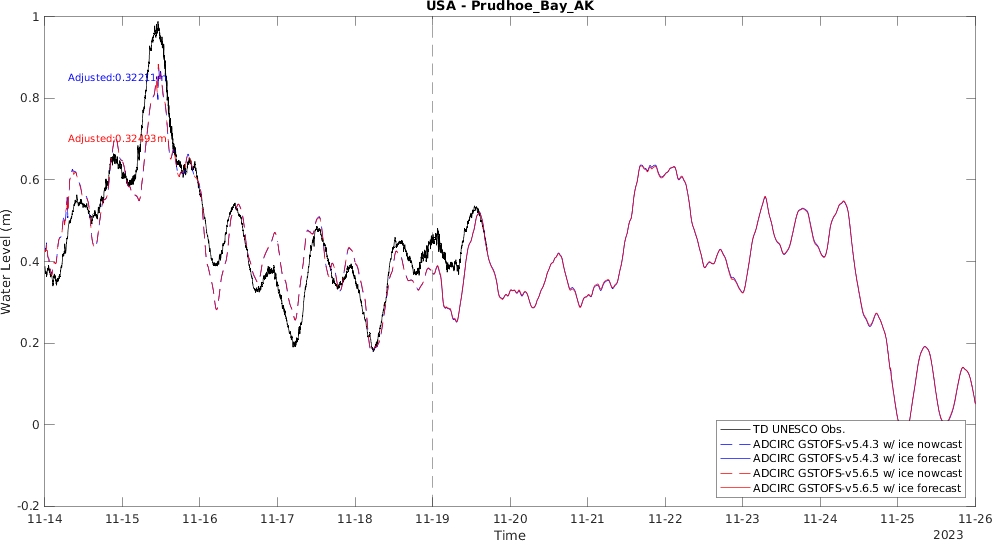 USA - Prudhoe_Bay_AK
1
0.8
0.6
0.4
0.2
0
-0.2
Water Level (m)
Adjusted:0.32211m
Adjusted:0.32493m
TD UNESCO Obs.
ADCIRC GSTOFS-v5.4.3 w/ ice nowcast
ADCIRC GSTOFS-v5.4.3 w/ ice forecast
ADCIRC GSTOFS-v5.6.5 w/ ice nowcast
ADCIRC GSTOFS-v5.6.5 w/ ice forecast
11-14 11-15 11-16 11-17 11-18 11-19 11-20 11-21 11-22 11-23 11-24 11-25 11-26
Time
2023